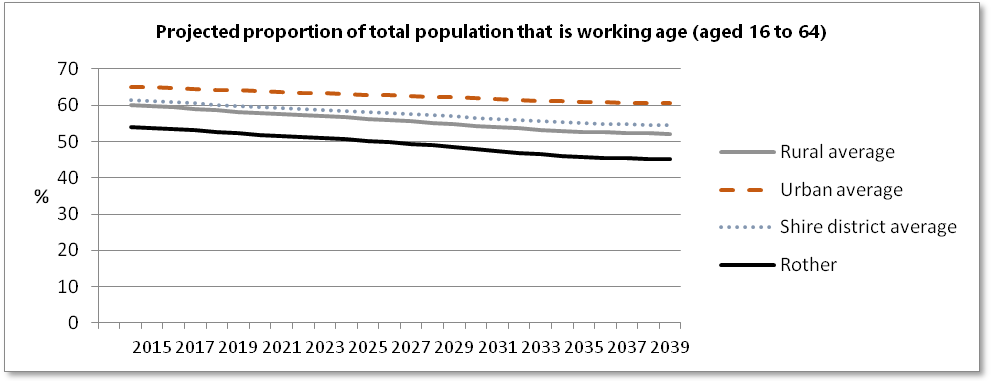 Projected proportion of total population that is working age (aged 16 to 64)
70
60
50
40
30
20
10
0
%
2015 2017 2019 2021 2023 2025 2027 2029 2031 2033 2035 2037 2039
Rural average
Urban average
Shire district average
Rother